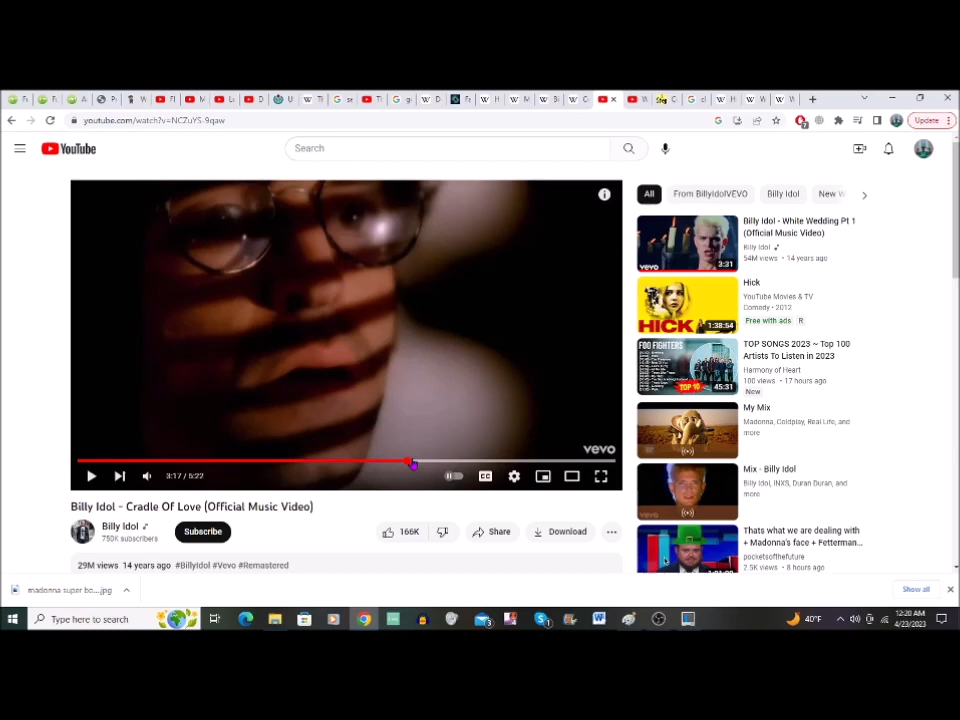 youtube.com/watch?v=NCZuYS-9qaw
Update
YouTube
Search
All
From BillyIdolVEVO
Billy Idol
New W
Billy Idol - White Wedding Pt 1
(Official Music Video)
Billy Idol
54M views • 14 years ago
3:31
vevo
Hick
YouTube Movies & TV
Comedy • 2012
Free with ads
R
HICK
1:38:54
TOP SONGS 2023 ~ Top 100
Artists To Listen in 2023
Harmony of Heart
100 views • 17 hours ago
New
FOO FIGHTERS
TOP 10
45:31
My Mix
Madonna, Coldplay, Real Life, and
more
Mix - Billy Idol
Billy Idol, INXS, Duran Duran, and
more
vevo
Thats what we are dealing with
+ Madonna's face + Fetterman...
pocketsofthefuture
2.5K views • 8 hours ago
vevo
3:17 / 5:22
CC
Billy Idol - Cradle Of Love (Official Music Video)
Billy Idol
750K subscribers
Subscribe
166K
Share
Download
29M views 14 years ago #BillyIdol #Vevo #Remastered
madonna super bo....jpg
Show all
Type here to search
40°F
12:20 AM
4/23/2023